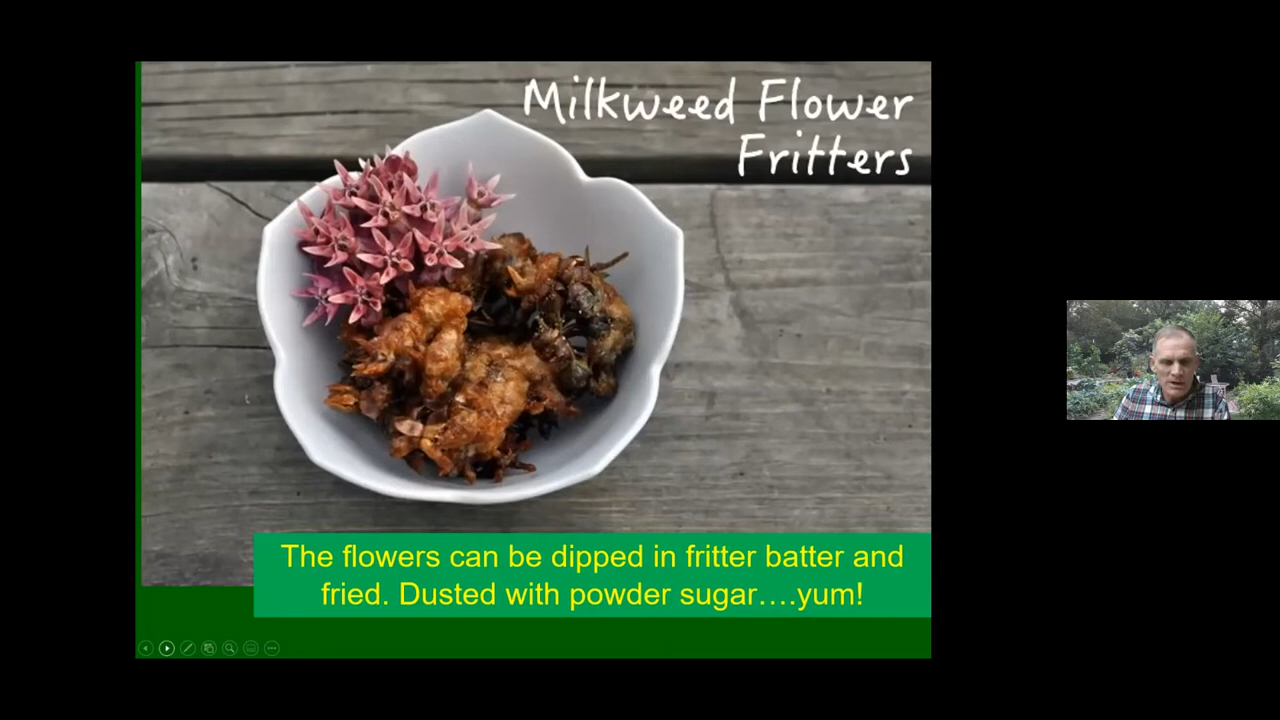 Milkweed Flower
Fritters
The flowers can be dipped in fritter batter and
fried. Dusted with powder sugar….yum!